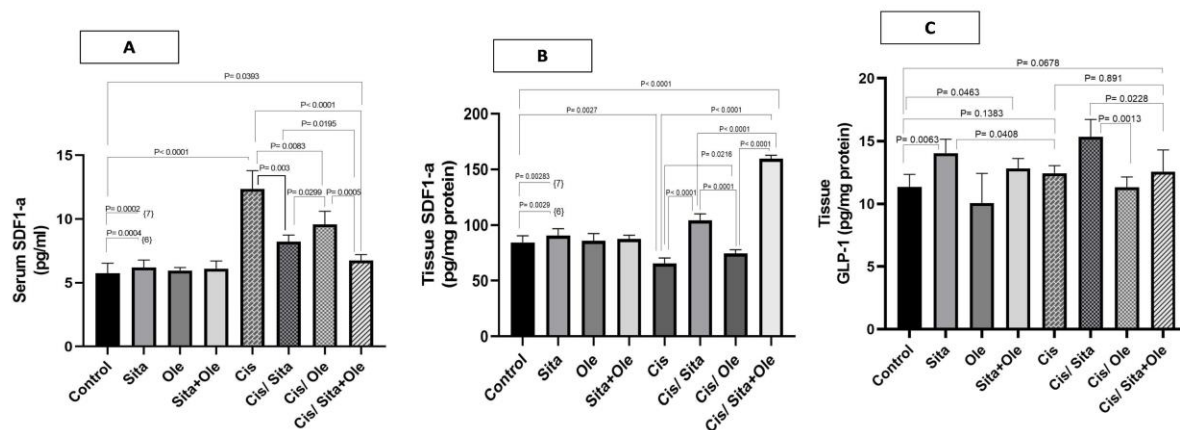 A
P= 0.0393
P< 0.0001
P= 0.0195
P= 0.0083
P< 0.0001
P= 0.003
P= 0.0299
P= 0.0005
P= 0.0002
{7}
P= 0.0004
{6}
Serum SDF1-a
(pg/ml)
15
10
5
0
Control
Sita
Ole
Sita+Ole
Cis
Cis/ Sita
Cis/ Ole
Cis/ Sita+Ole
B
P<0.0001
P= 0.0027
P<0.0001
P<0.0001
P= 0.0216
P<0.0001
P<0.0001
P=0.0001
P= 0.00283
{7}
P= 0.0029
{6}
Tissue SDF1-a
(pg/mg protein)
200
150
100
50
0
Control
Sita
Ole
Sita+Ole
Cis
Cis/ Sita
Cis/ Ole
Cis/ Sita+Ole
C
P= 0.0678
P= 0.891
P= 0.0463
P= 0.0228
P= 0.1383
P= 0.0013
P= 0.0063
P= 0.0408
Tissue
GLP-1 (pg/mg protein)
20
15
10
5
0
Control
Sita
Ole
Sita+Ole
Cis
Cis/ Sita
Cis/ Ole
Cis/ Sita+Ole